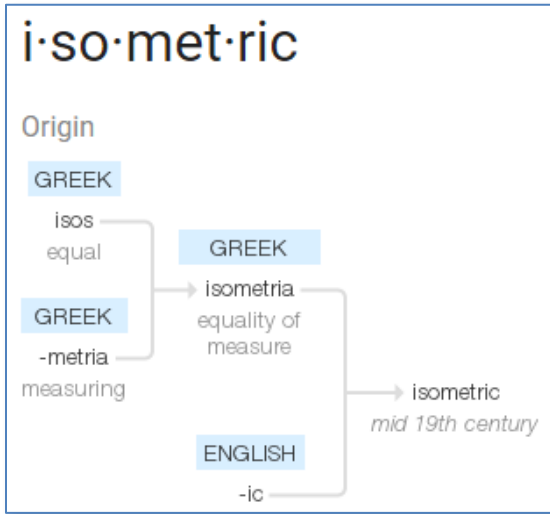 i·so·met·ric
Origin
GREEK
isos
equal
GREEK
-metria
measuring
GREEK
isometria
equality of
measure
ENGLISH
-ic
isometric
mid 19th century